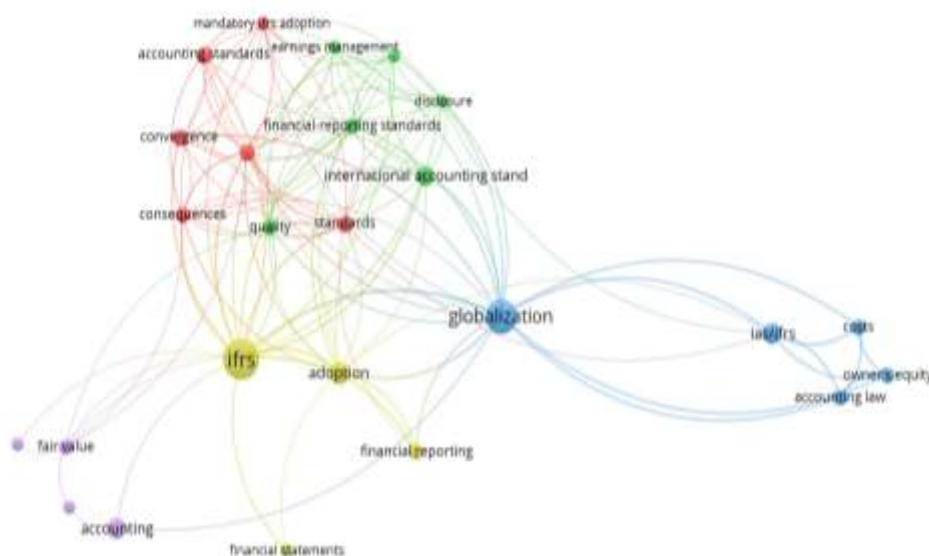 mandatory ifrs adoption
accounting standards
earnings management
disclosure
convergence
financial-reporting standards
international accounting stand
consequences
quality
standards
globalization
ias/ifrs
costs
ifrs
adoption
owner's equity
accounting law
fair value
financial reporting
accounting
financial statements